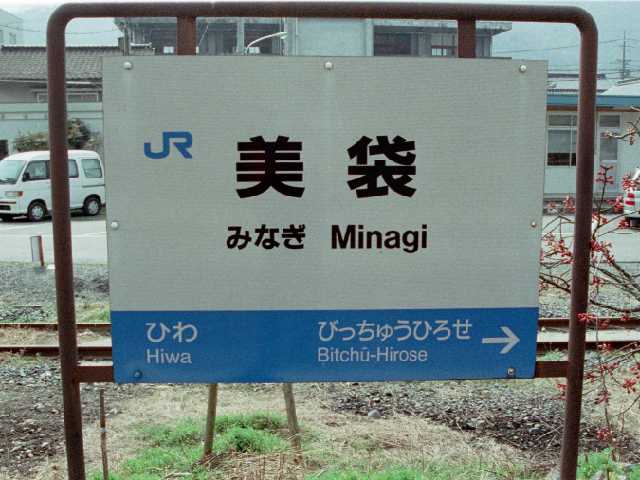 JR
美袋
みなぎ Minagi
ひわ びっちゅうひろせ →
Hiwa Bitchū-Hirose